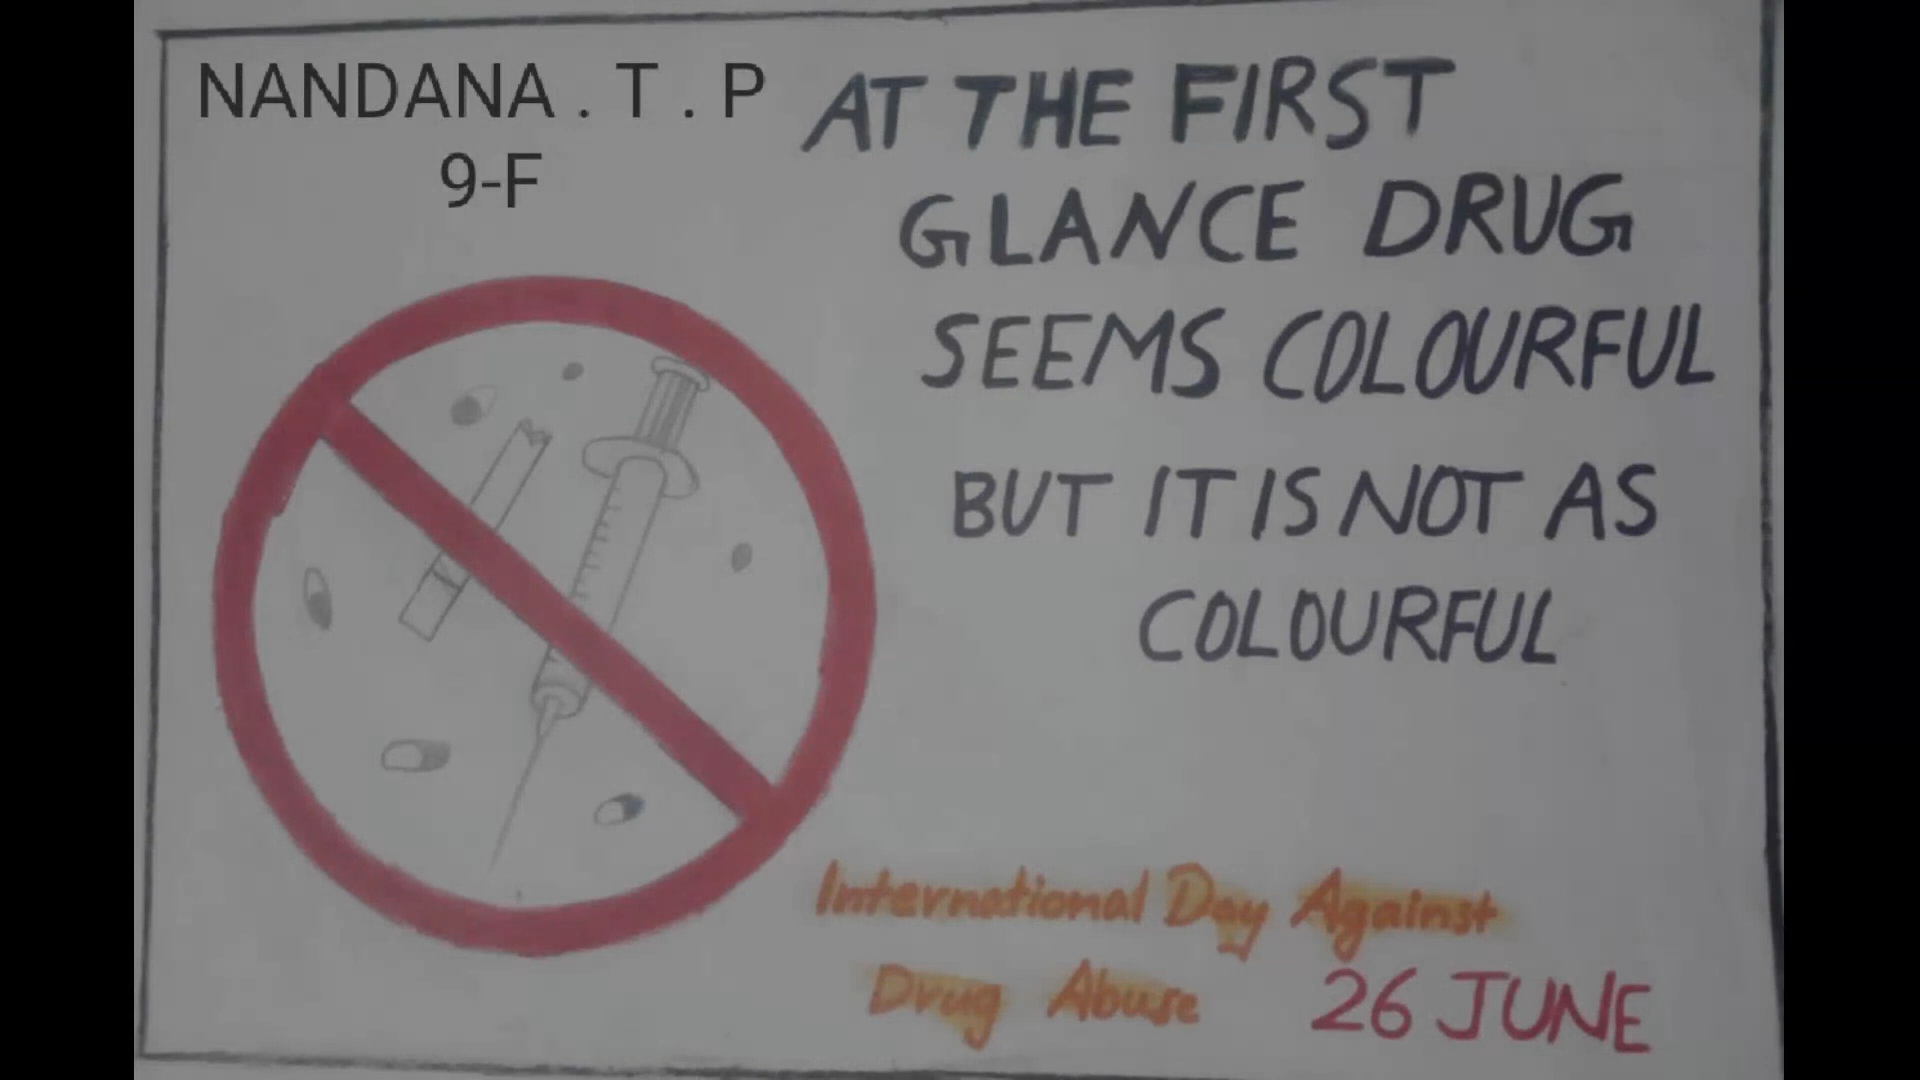 NANDANA . T . P
9-F
AT THE FIRST
GLANCE DRUG
SEEMS COLOURFUL
BUT IT IS NOT AS
COLOURFUL
International Day Against
Drug Abuse 26 JUNE